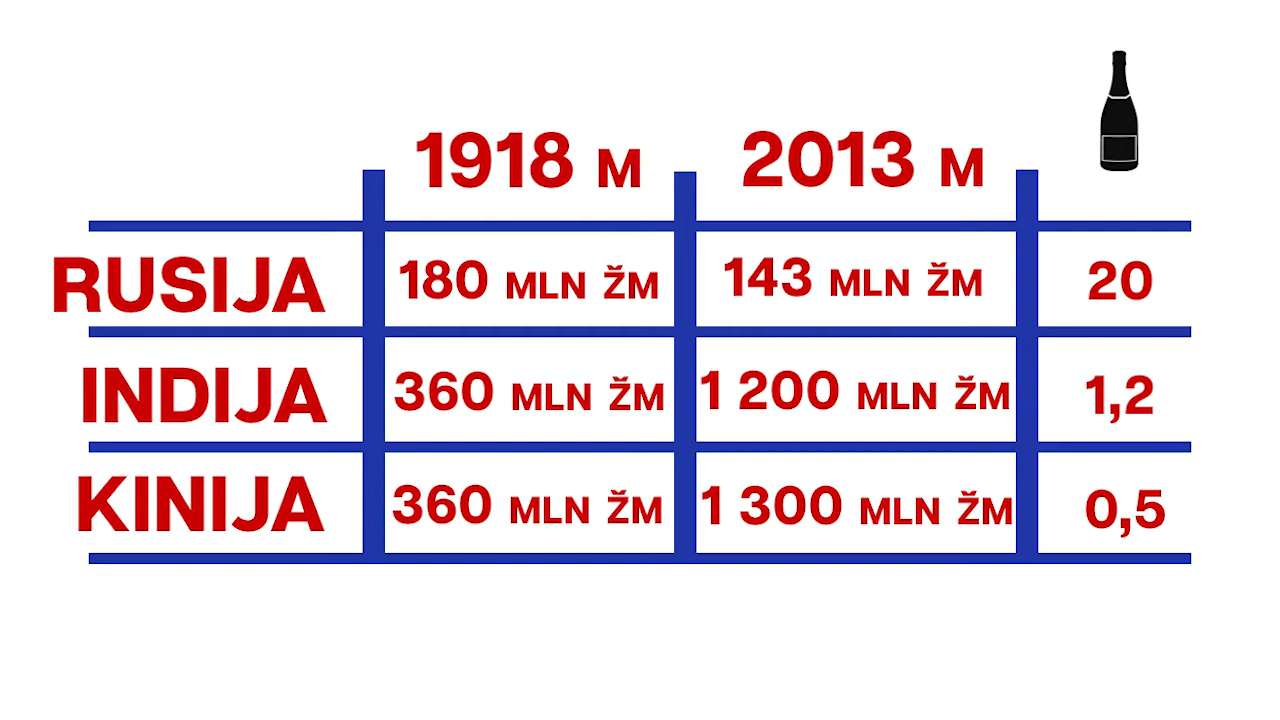 1918 M 2013 M
RUSIJA 180 MLN ŽM 143 MLN ŽM 20
INDIJA 360 MLN ŽM 1 200 MLN ŽM 1,2
KINIJA 360 MLN ŽM 1 300 MLN ŽM 0,5